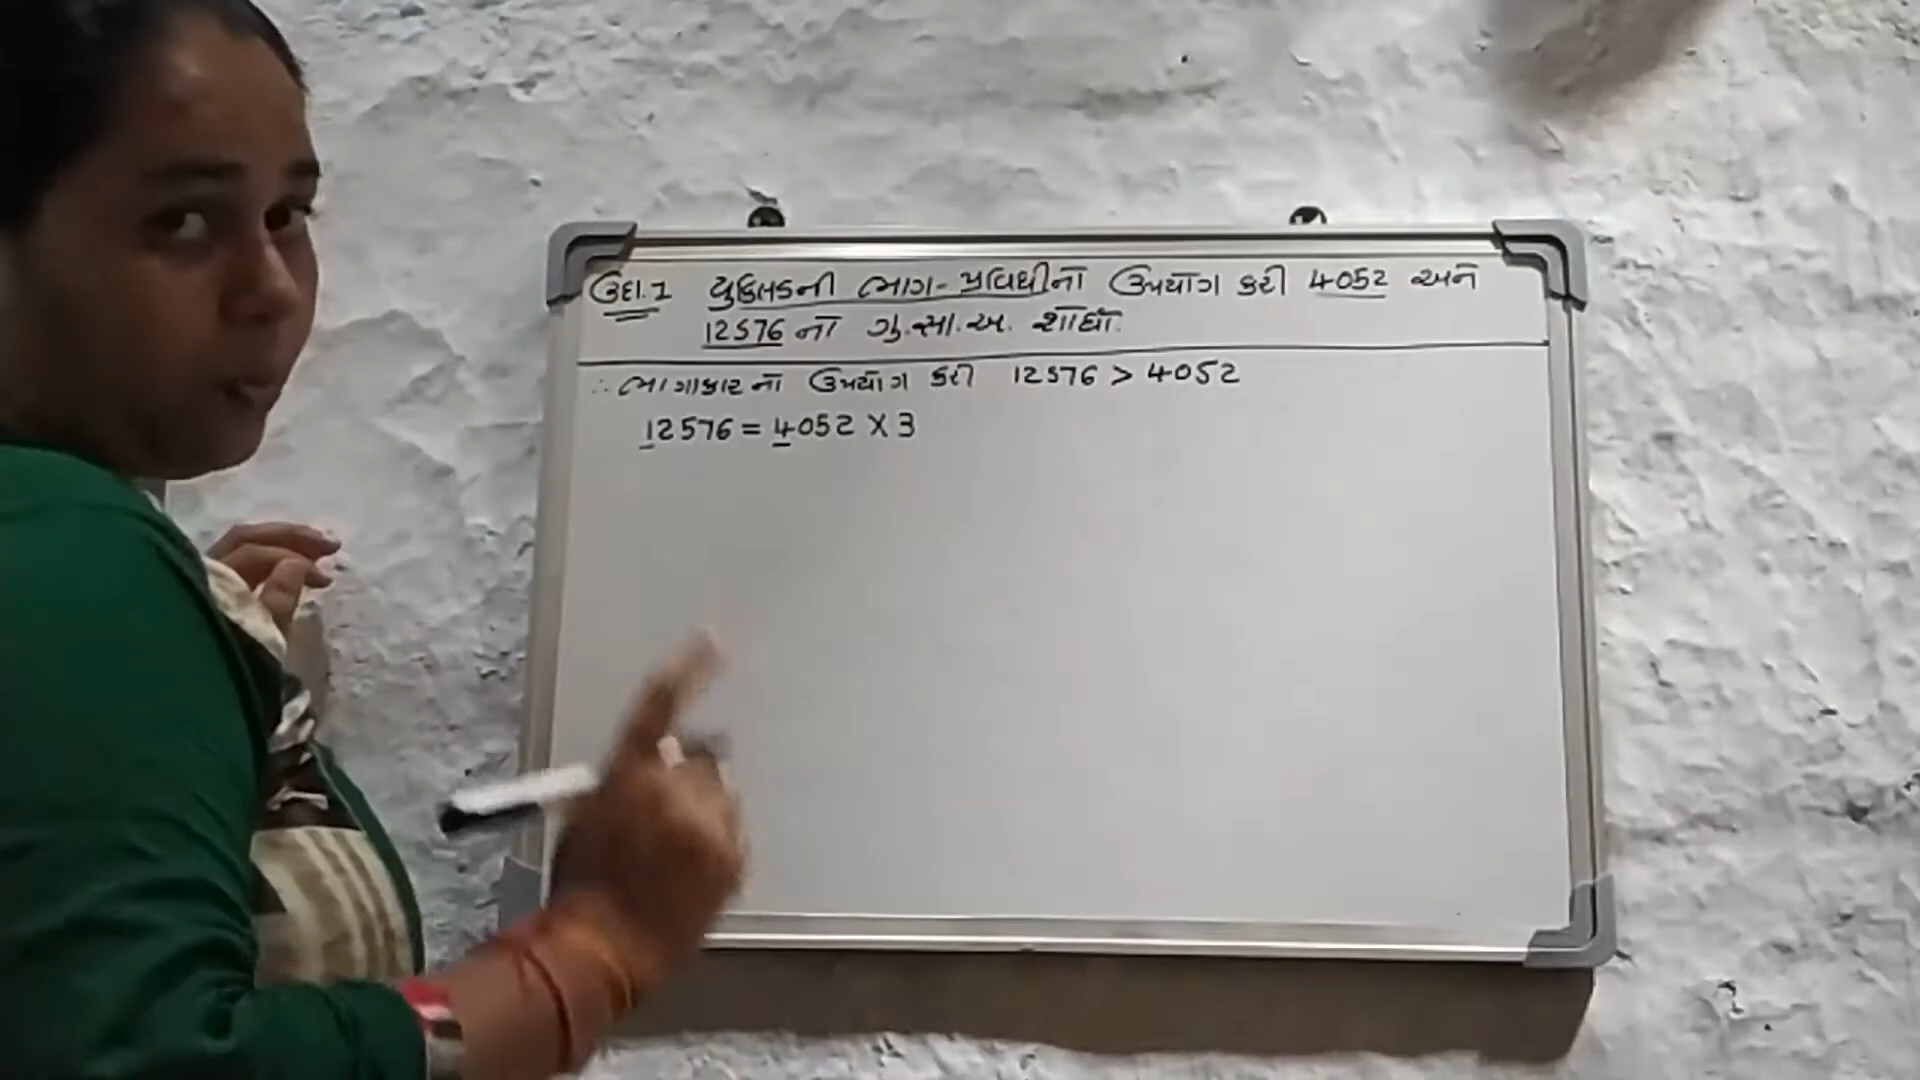 ઉદા.1 યુક્લિડની ભાગ-પ્રવિધીનો ઉપયોગ કરી 4052 અને
12576 નો ગુ.સા.અ. શોધો.
∴ ભાગાકારનો ઉપયોગ કરી 12576 > 4052
12576 = 4052 X 3